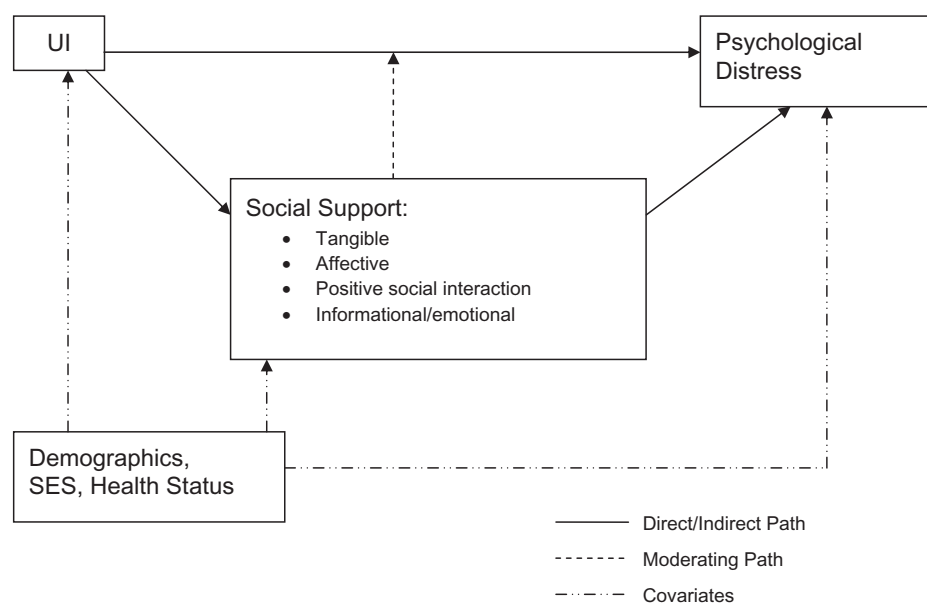 UI
Psychological
Distress
Social Support:
• Tangible
• Affective
• Positive social interaction
• Informational/emotional
Demographics,
SES, Health Status
Direct/Indirect Path
Moderating Path
Covariates